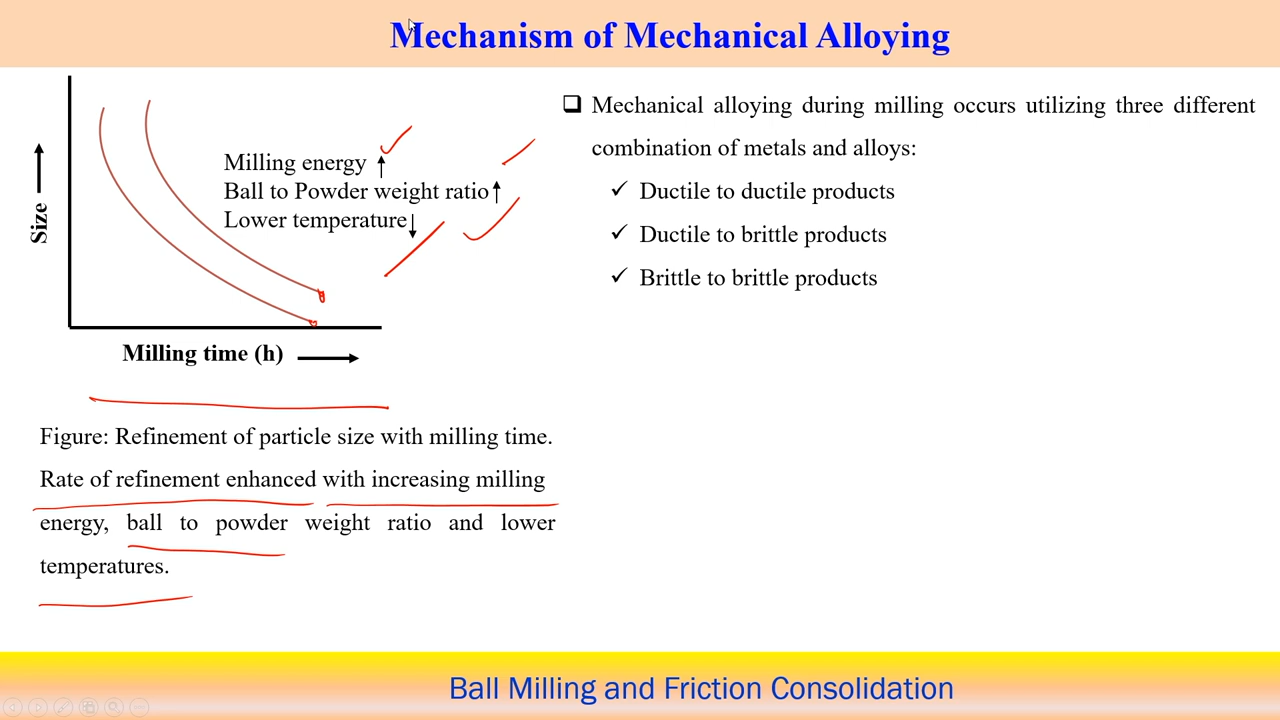 Mechanism of Mechanical Alloying
Size
Milling energy
Ball to Powder weight ratio
Lower temperature
Milling time (h)
Figure: Refinement of particle size with milling time.
Rate of refinement enhanced with increasing milling
energy, ball to powder weight ratio and lower
temperatures.
Mechanical alloying during milling occurs utilizing three different
combination of metals and alloys:
Ductile to ductile products
Ductile to brittle products
Brittle to brittle products
Ball Milling and Friction Consolidation